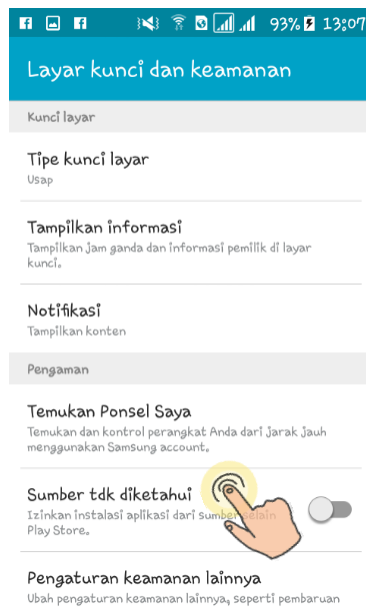 93% 13:07
Layar kunci dan keamanan
Kunci layar
Tipe kunci layar
Usap
Tampilkan informasi
Tampilkan jam ganda dan informasi pemilik di layar
kunci.
Notifikasi
Tampilkan konten
Pengaman
Temukan Ponsel Saya
Temukan dan kontrol perangkat Anda dari jarak jauh
menggunakan Samsung account.
Sumber tdk diketahui
Izinkan instalasi aplikasi dari sumber selain
Play Store.
Pengaturan keamanan lainnya
Ubah pengaturan keamanan lainnya, seperti pembaruan